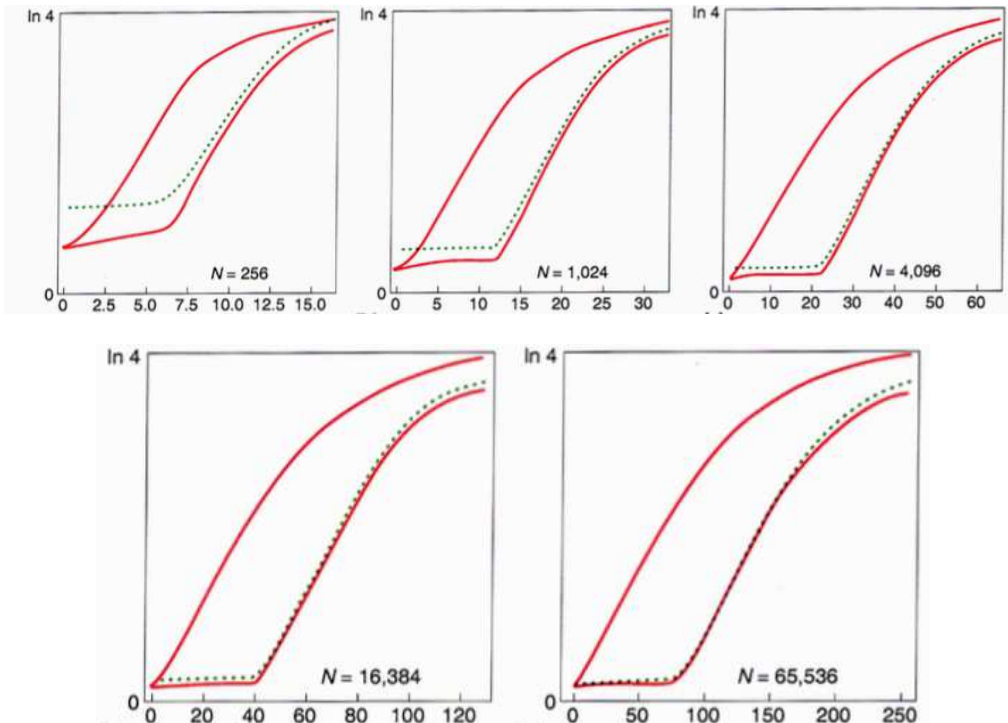 ln 4
N = 256
0
0 2.5 5.0 7.5 10.0 12.5 15.0
ln 4
N = 1,024
0
0 5 10 15 20 25 30
ln 4
N = 4,096
0
0 10 20 30 40 50 60
ln 4
N = 16,384
0
0 20 40 60 80 100 120
ln 4
N = 65,536
0
0 50 100 150 200 250